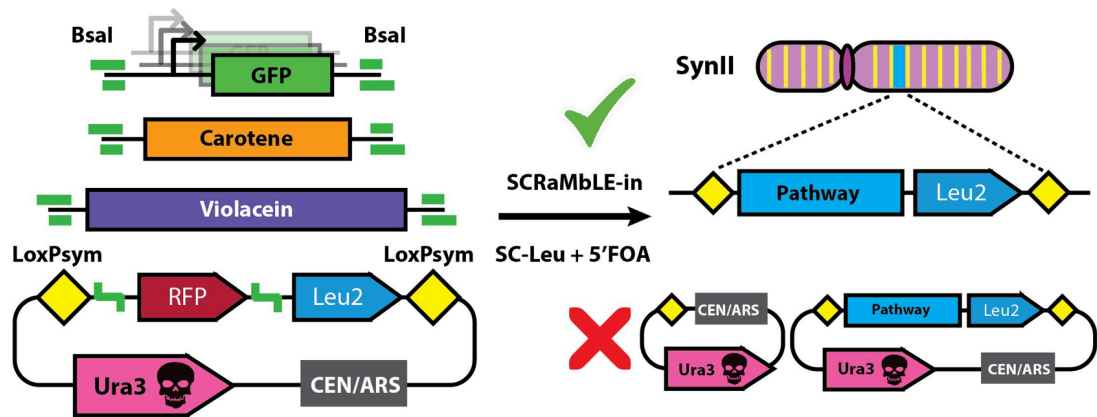 BsaI
BsaI
GFP
Carotene
Violacein
LoxPsym
LoxPsym
RFP
Leu2
Ura3
CEN/ARS
SCRaMbLE-in
SC-Leu + 5'FOA
SynII
Pathway
Leu2
CEN/ARS
Ura3
Pathway
Leu2
Ura3
CEN/ARS